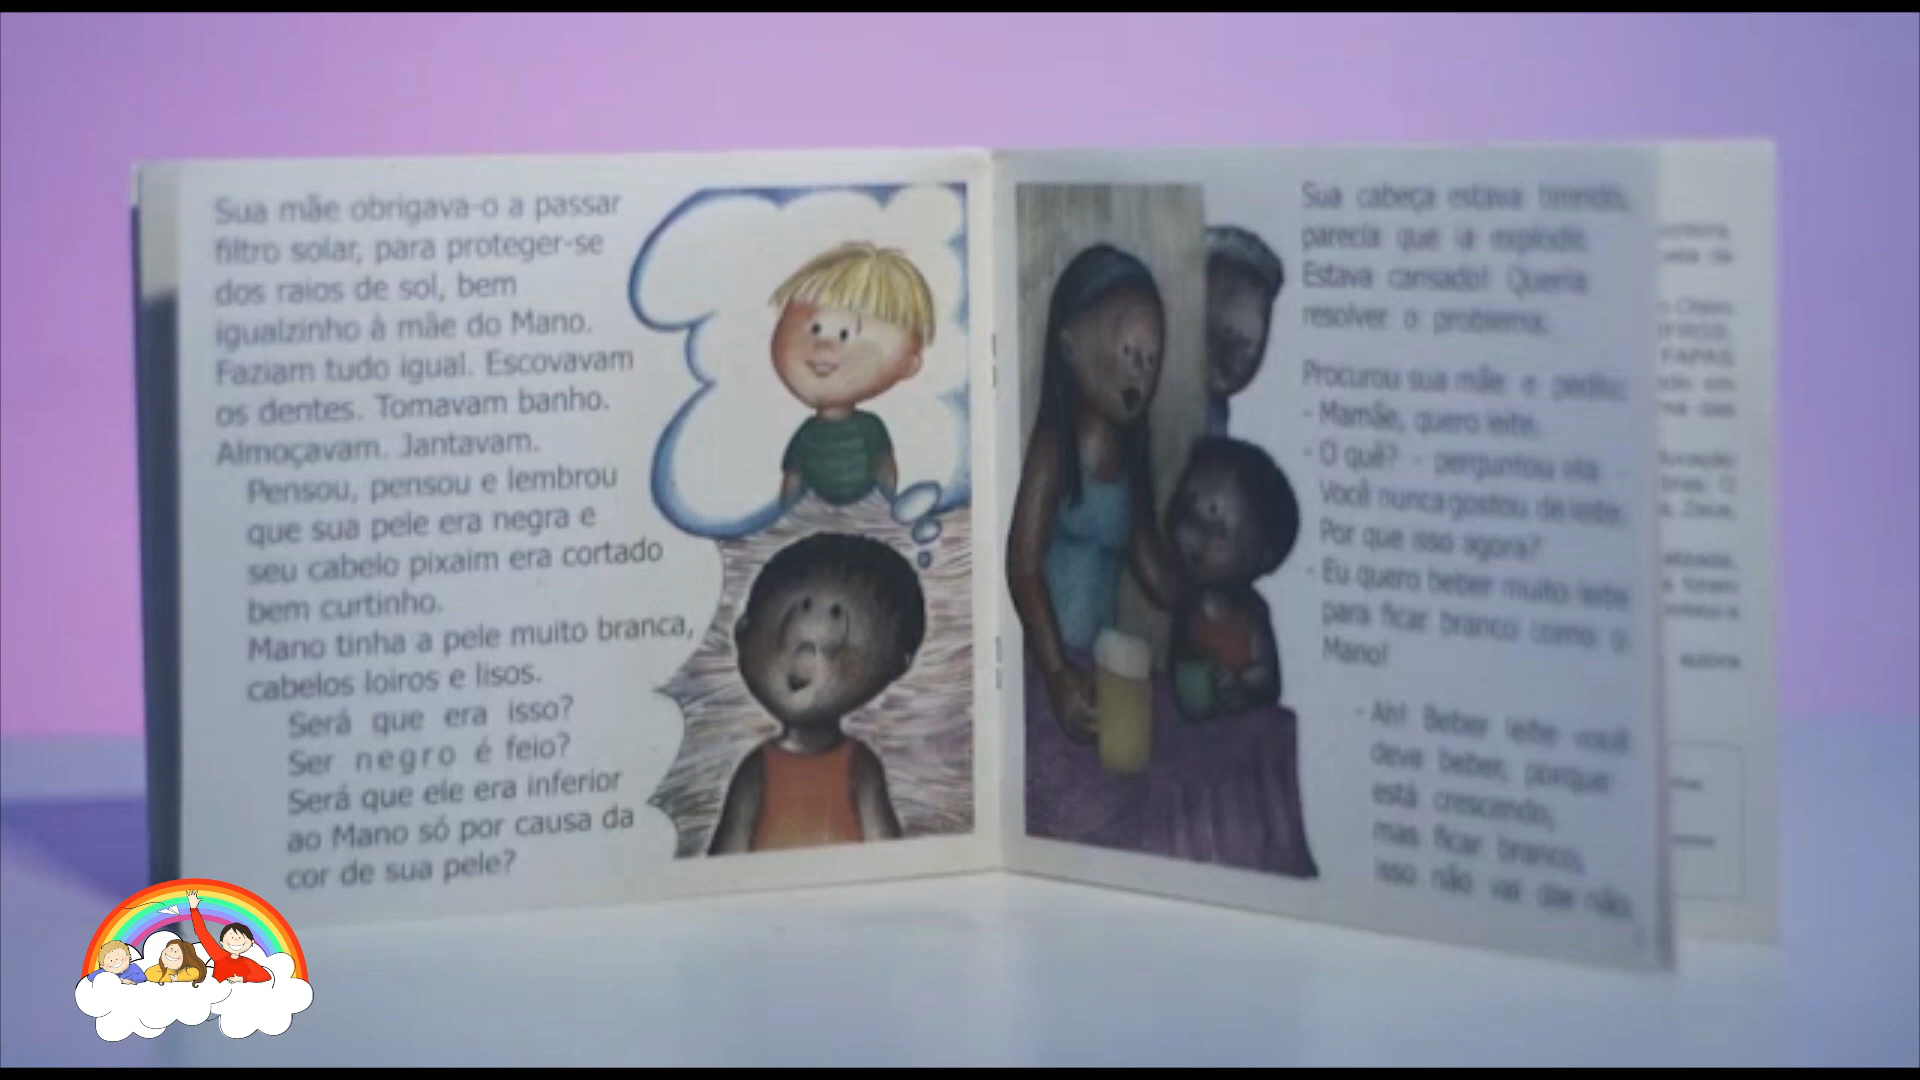 Sua mãe obrigava-o a passar
filtro solar, para proteger-se
dos raios de sol, bem
igualzinho à mãe do Mano.
Faziam tudo igual. Escovavam
os dentes. Tomavam banho.
Almoçavam. Jantavam.
Pensou, pensou e lembrou
que sua pele era negra e
seu cabelo pixaim era cortado
bem curtinho.
Mano tinha a pele muito branca,
cabelos loiros e lisos.
Será que era isso?
Ser negro é feio?
Será que ele era inferior
ao Mano só por causa da
cor de sua pele?
Sua cabeça estava
parecia que ia explodir.
Estava cansado! Queria
resolver o problema.
Procurou sua mãe e pediu:
- Mamãe, quero leite.
- O quê? - perguntou ela -
Você nunca gostou de leite.
Por que isso agora?
- Eu quero beber muito leite
para ficar branco como o
Mano!
- Ah! Beber leite você
deve beber, porque
está crescendo,
mas ficar branco,
isso não vai dar não.
autora